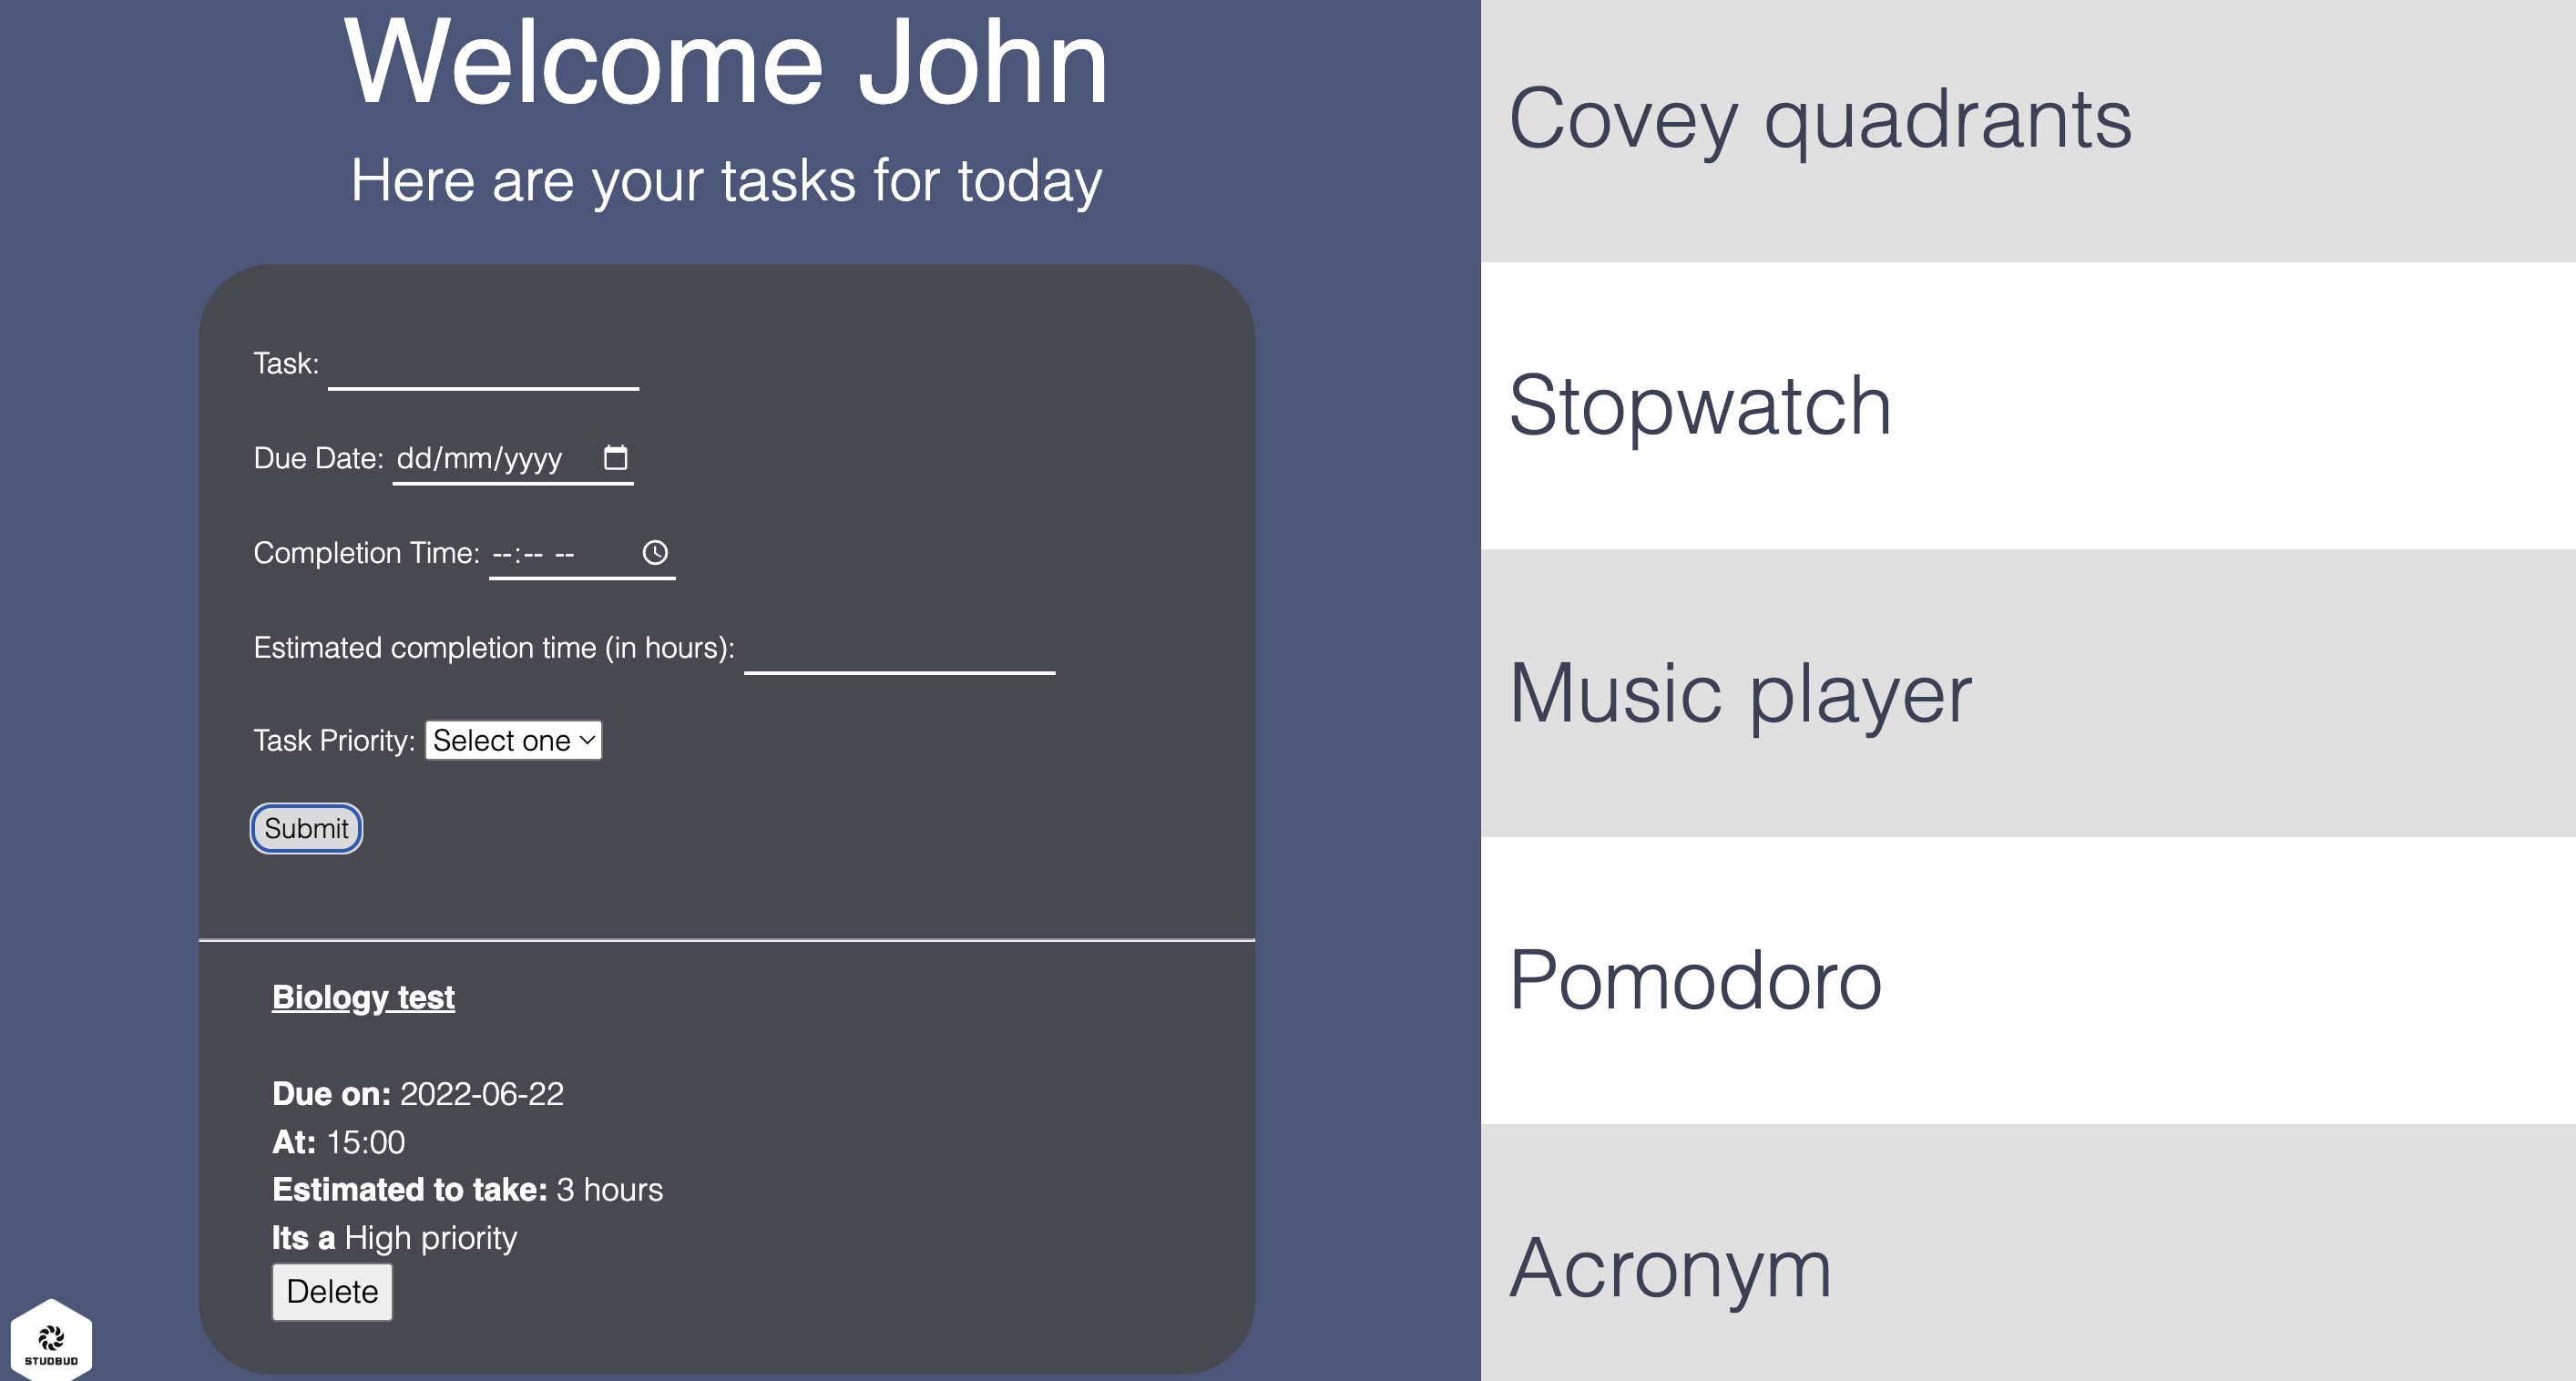 Welcome John
Here are your tasks for today
Task:
Due Date: dd/mm/yyyy
Completion Time: --:-- --
Estimated completion time (in hours):
Task Priority: Select one
Submit
Biology test
Due on: 2022-06-22
At: 15:00
Estimated to take: 3 hours
Its a High priority
Delete
STUDBUD
Covey quadrants
Stopwatch
Music player
Pomodoro
Acronym